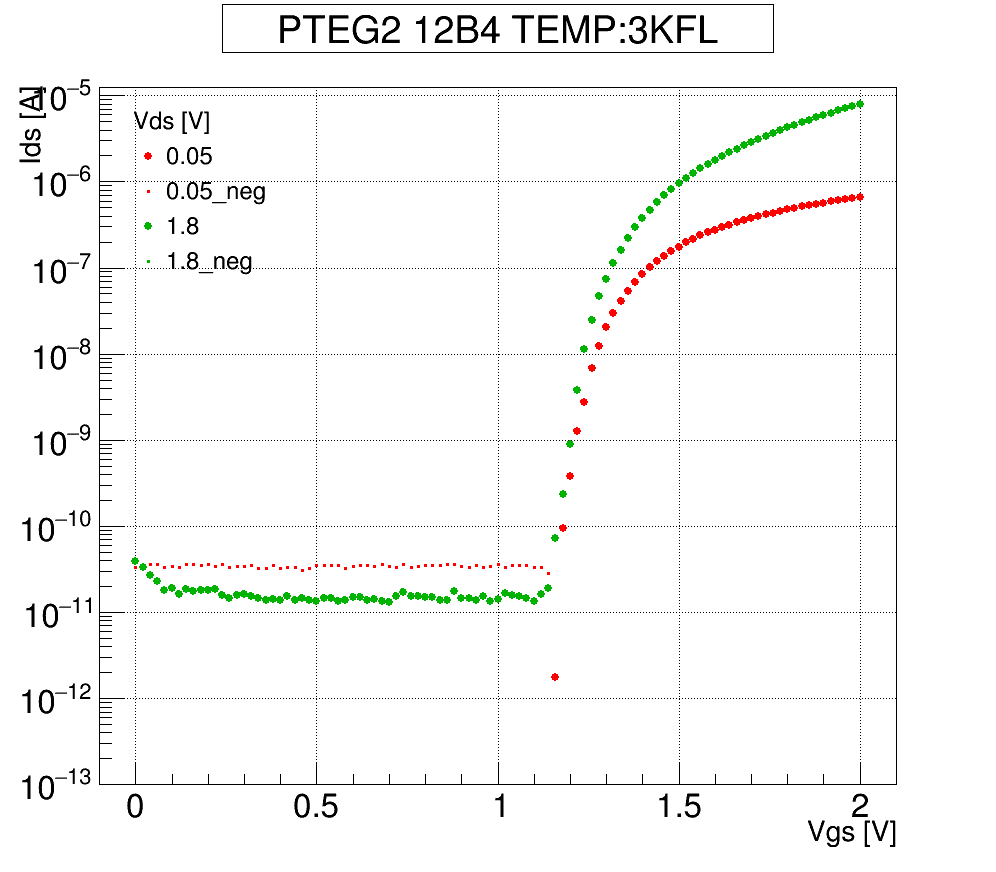 PTEG2 12B4 TEMP:3KFL
Ids [A]
10⁻⁵
10⁻⁶
10⁻⁷
10⁻⁸
10⁻⁹
10⁻¹⁰
10⁻¹¹
10⁻¹²
10⁻¹³
Vds [V]
0.05
0.05_neg
1.8
1.8_neg
0 0.5 1 1.5 2
Vgs [V]